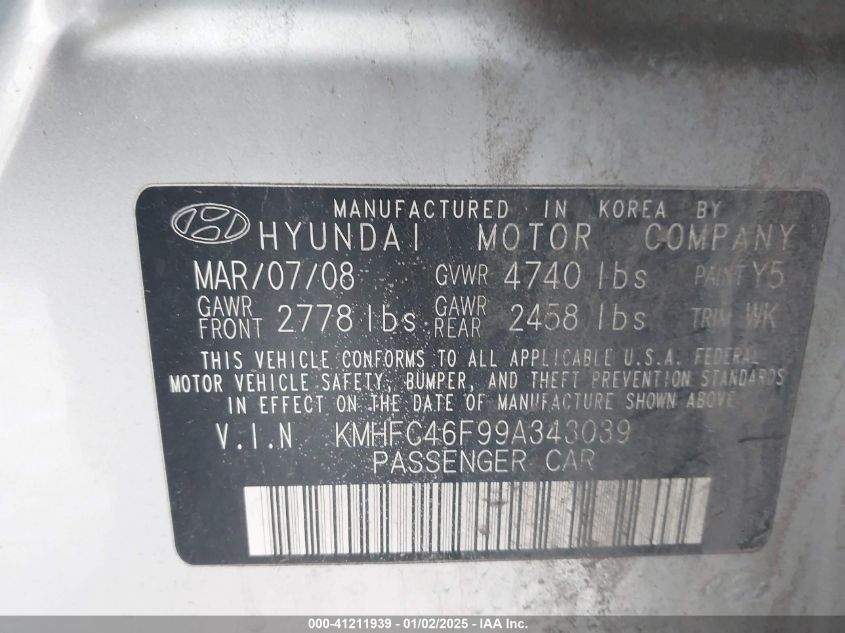 MANUFACTURED IN KOREA BY
HYUNDAI MOTOR COMPANY
MAR/07/08 GVWR 4740 lbs PAINT Y5
GAWR FRONT 2778 lbs GAWR REAR 2458 lbs TRIM WK
THIS VEHICLE CONFORMS TO ALL APPLICABLE U.S.A. FEDERAL
MOTOR VEHICLE SAFETY, BUMPER, AND THEFT PREVENTION STANDARDS
IN EFFECT ON THE DATE OF MANUFACTURE SHOWN ABOVE
V.I.N KMHFC46F99A343039
PASSENGER CAR
000-41211939 - 01/02/2025 - IAA Inc.